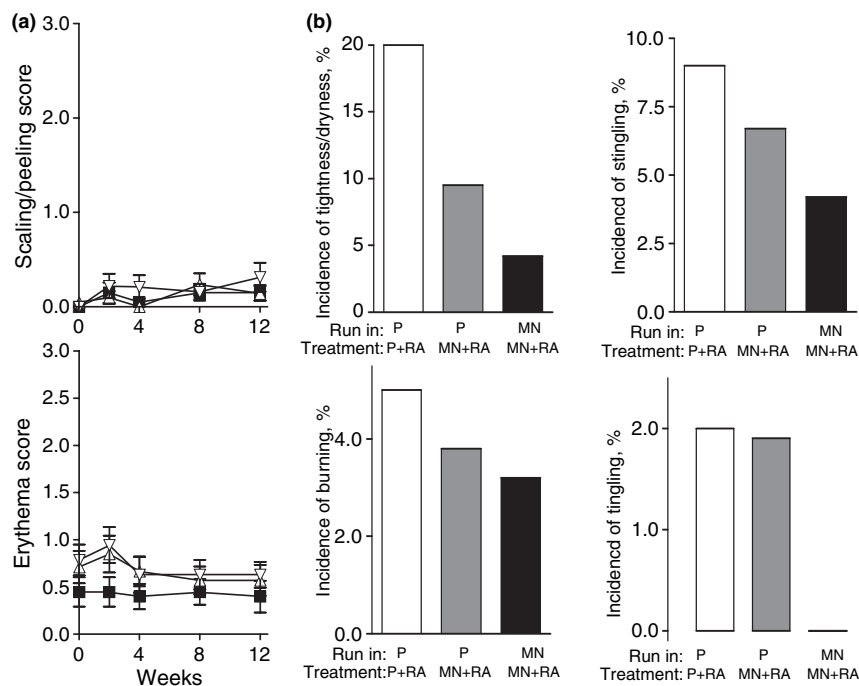 (a)
3.0
2.0
1.0
0.0
0 4 8 12
Scaling/peeling score
3.0
2.5
2.0
1.5
1.0
0.5
0.0
0 4 8 12
Erythema score
Weeks
(b)
20
15
10
5
0
Incidence of tightness/dryness, %
Run in: P P MN
Treatment: P+RA MN+RA MN+RA
10.0
7.5
5.0
2.5
0.0
Incidencd of stingling, %
Run in: P P MN
Treatment: P+RA MN+RA MN+RA
4.0
2.0
0.0
Incidence of burning, %
Run in: P P MN
Treatment: P+RA MN+RA MN+RA
2.0
1.0
0.0
Incidencd of tingling, %
Run in: P P MN
Treatment: P+RA MN+RA MN+RA